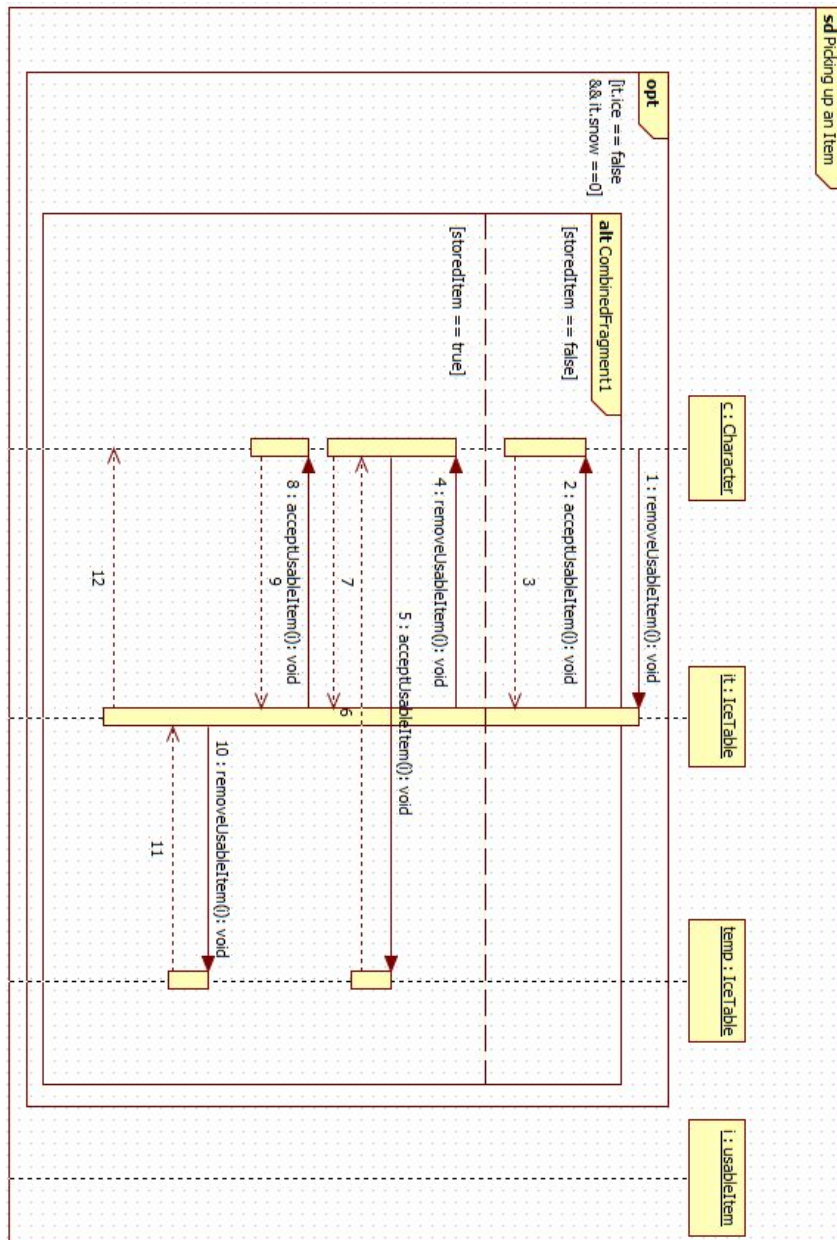 sd Picking up an Item
c : Character
it : IceTable
temp : IceTable
i : usableItem
opt
[it.ice == false
&& it.snow ==0]
1 : removeUsableItem(i): void
alt CombinedFragment1
[storedItem == false]
2 : acceptUsableItem(i): void
3
[storedItem == true]
4 : removeUsableItem(i): void
5 : acceptUsableItem(i): void
6
7
8 : acceptUsableItem(i): void
9
10 : removeUsableItem(i): void
11
12